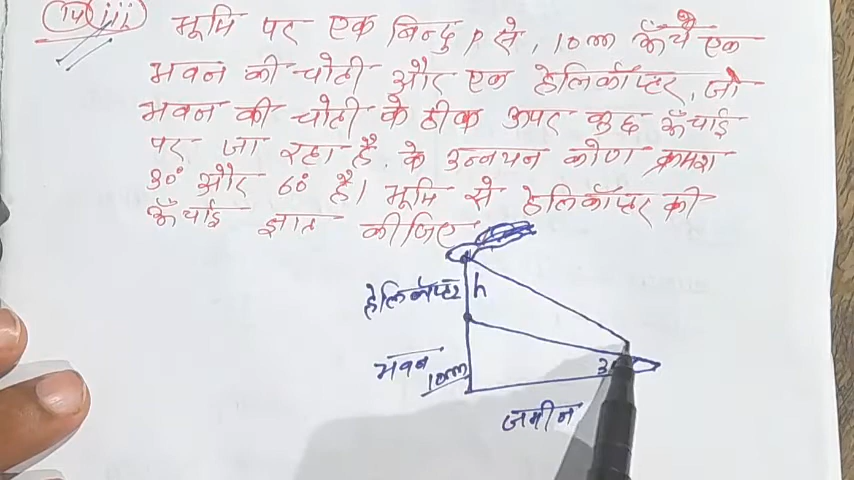 14 (iii) भूमि पर एक बिन्दु P से, 10m ऊँचे एक
भवन की चोटी और एक हेलिकॉप्टर, जो
भवन की चोटी के ठीक ऊपर कुछ ऊँचाई
पर जा रहा है के उन्नयन कोण क्रमश
30° और 60° है। भूमि से हेलिकॉप्टर की
ऊँचाई ज्ञात कीजिए
हेलिकॉप्टर h
भवन 10m
जमीन